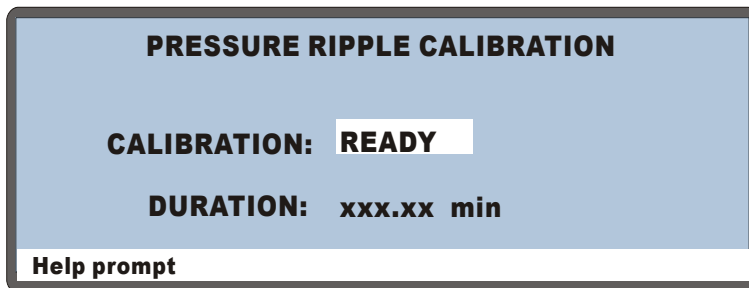 PRESSURE RIPPLE CALIBRATION
CALIBRATION: READY
DURATION: xxx.xx min
Help prompt